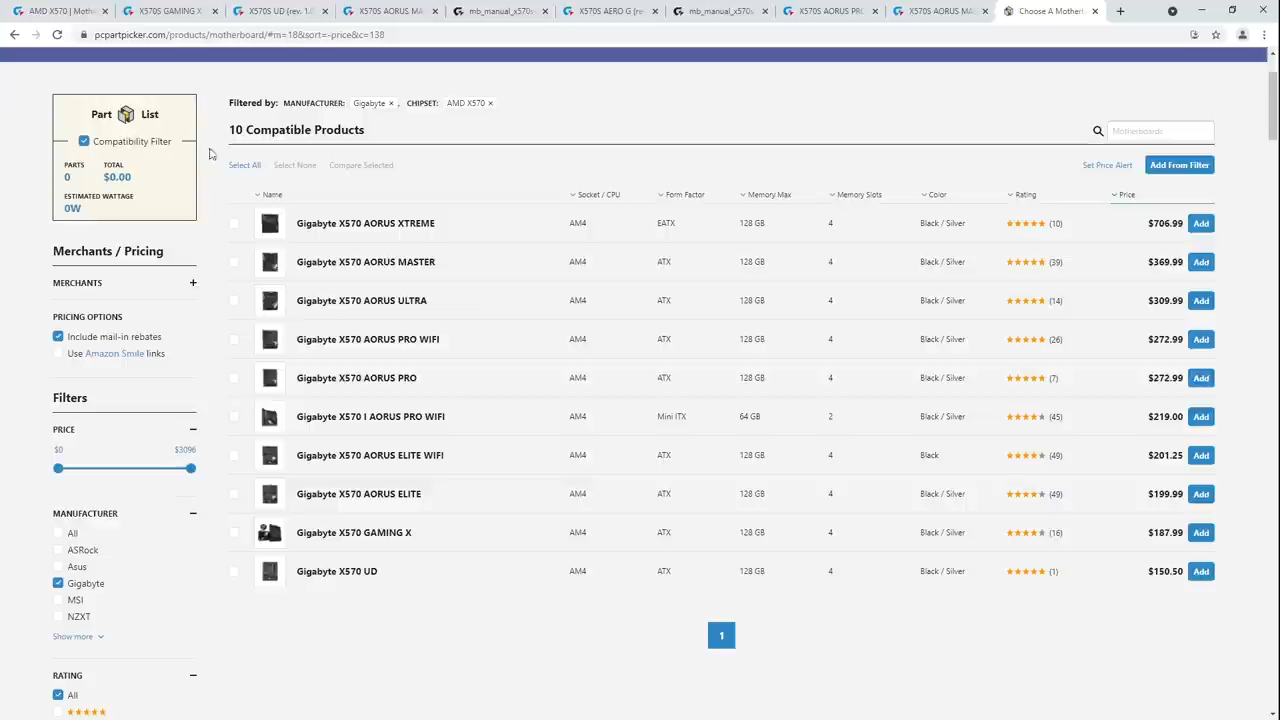 AMD X570 | Moth
X570S GAMING X
X570S UD (rev. 1.
X570S AORUS MA
mb_manual_x570s
X570S AERO G (re
mb_manual_x570s
X570S AORUS PR
X570S AORUS MA
Choose A Mother
pcpartpicker.com/products/motherboard/#m=18&sort=-price&c=138
Part List
Compatibility Filter
PARTS TOTAL
0 $0.00
ESTIMATED WATTAGE
0W
Filtered by: MANUFACTURER: Gigabyte ×, CHIPSET: AMD X570 ×
10 Compatible Products
Motherboards
Select All Select None Compare Selected Set Price Alert Add From Filter
Name Socket / CPU Form Factor Memory Max Memory Slots Color Rating Price
Gigabyte X570 AORUS XTREME AM4 EATX 128 GB 4 Black / Silver (10) $706.99 Add
Gigabyte X570 AORUS MASTER AM4 ATX 128 GB 4 Black / Silver (39) $369.99 Add
Gigabyte X570 AORUS ULTRA AM4 ATX 128 GB 4 Black / Silver (14) $309.99 Add
Gigabyte X570 AORUS PRO WIFI AM4 ATX 128 GB 4 Black / Silver (26) $272.99 Add
Gigabyte X570 AORUS PRO AM4 ATX 128 GB 4 Black / Silver (7) $272.99 Add
Gigabyte X570 I AORUS PRO WIFI AM4 Mini ITX 64 GB 2 Black / Silver (45) $219.00 Add
Gigabyte X570 AORUS ELITE WIFI AM4 ATX 128 GB 4 Black (49) $201.25 Add
Gigabyte X570 AORUS ELITE AM4 ATX 128 GB 4 Black / Silver (49) $199.99 Add
Gigabyte X570 GAMING X AM4 ATX 128 GB 4 Black / Silver (16) $187.99 Add
Gigabyte X570 UD AM4 ATX 128 GB 4 Black / Silver (1) $150.50 Add
1
Merchants / Pricing
MERCHANTS +
PRICING OPTIONS
Include mail-in rebates
Use Amazon Smile links
Filters
PRICE −
$0 $3096
MANUFACTURER −
All
ASRock
Asus
Gigabyte
MSI
NZXT
Show more
RATING −
All